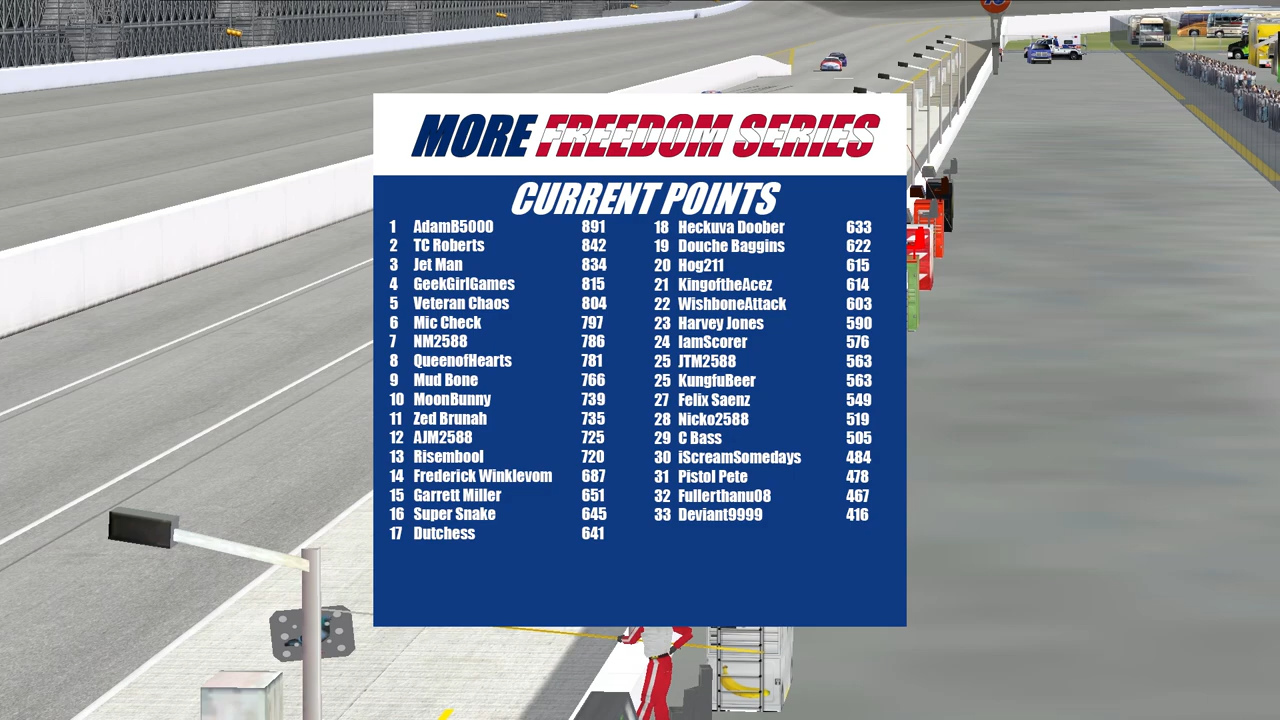 MORE FREEDOM SERIES
CURRENT POINTS
1 AdamB5000 891
2 TC Roberts 842
3 Jet Man 834
4 GeekGirlGames 815
5 Veteran Chaos 804
6 Mic Check 797
7 NM2588 786
8 QueenofHearts 781
9 Mud Bone 766
10 MoonBunny 739
11 Zed Brunah 735
12 AJM2588 725
13 Risembool 720
14 Frederick Winklevom 687
15 Garrett Miller 651
16 Super Snake 645
17 Dutchess 641
18 Heckuva Doober 633
19 Douche Baggins 622
20 Hog211 615
21 KingoftheAcez 614
22 WishboneAttack 603
23 Harvey Jones 590
24 IamScorer 576
25 JTM2588 563
25 KungfuBeer 563
27 Felix Saenz 549
28 Nicko2588 519
29 C Bass 505
30 iScreamSomedays 484
31 Pistol Pete 478
32 Fullerthanu08 467
33 Deviant9999 416